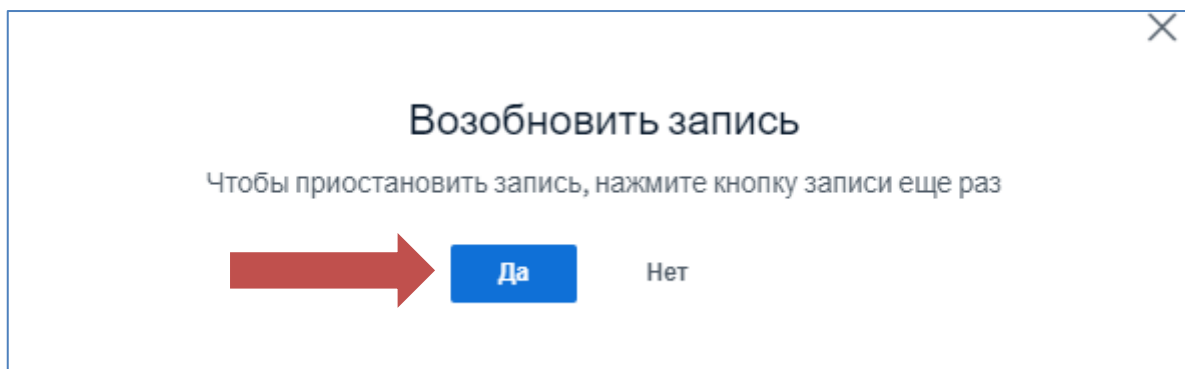 Возобновить запись
Чтобы приостановить запись, нажмите кнопку записи еще раз
Да Нет